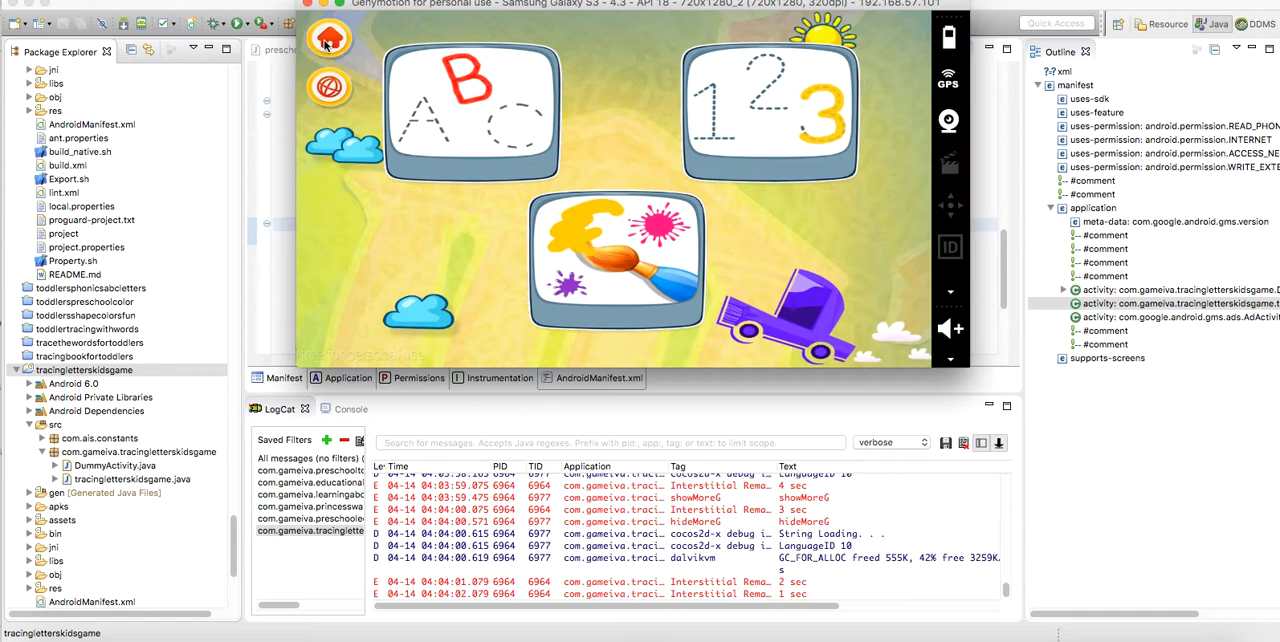 Genymotion for personal use - Samsung Galaxy S3 - 4.3 - API 18 - 720x1280_2 (720x1280, 320dpi) - 192.168.57.101
Quick Access
Resource
Java
DDMS
Package Explorer
jni
libs
obj
res
AndroidManifest.xml
ant.properties
build_native.sh
build.xml
Export.sh
lint.xml
local.properties
proguard-project.txt
project
project.properties
Property.sh
README.md
toddlersphonicsabcletters
toddlerspreschoolcolor
toddlersshapecolorsfun
toddlertracingwithwords
tracethewordsfortoddler
tracingbookfortoddlers
tracingletterskidsgame
Android 6.0
Android Private Libraries
Android Dependencies
src
com.ais.constants
com.gameiva.tracingletterskidsgame
DummyActivity.java
tracingletterskidsgame.java
gen [Generated Java Files]
apks
assets
bin
jni
libs
obj
res
AndroidManifest.xml
tracingletterskidsgame
A B C
1 2 3
free for personal use
GPS
ID
Manifest
Application
Permissions
Instrumentation
AndroidManifest.xml
LogCat
Console
Saved Filters
All messages (no filters)
com.gameiva.preschoolto
com.gameiva.educational
com.gameiva.learningabc
com.gameiva.princesswa
com.gameiva.preschoole
com.gameiva.tracinglette
Search for messages. Accepts Java regexes. Prefix with pid:, app:, tag: or text: to limit scope.
verbose
Time PID TID Application Tag Text
E 04-14 04:03:59.075 6964 6964 com.gameiva.traci… Interstitial Rema… 4 sec
E 04-14 04:03:59.475 6964 6977 com.gameiva.traci… showMoreG showMoreG
E 04-14 04:04:00.075 6964 6964 com.gameiva.traci… Interstitial Rema… 3 sec
E 04-14 04:04:00.571 6964 6977 com.gameiva.traci… hideMoreG hideMoreG
D 04-14 04:04:00.615 6964 6977 com.gameiva.traci… cocos2d-x debug i… String Loading. . .
D 04-14 04:04:00.615 6964 6977 com.gameiva.traci… cocos2d-x debug i… LanguageID 10
D 04-14 04:04:00.619 6964 6977 com.gameiva.traci… dalvikvm GC_FOR_ALLOC freed 555K, 42% free 3259K/
s
E 04-14 04:04:01.079 6964 6964 com.gameiva.traci… Interstitial Rema… 2 sec
E 04-14 04:04:02.079 6964 6964 com.gameiva.traci… Interstitial Rema… 1 sec
Outline
xml
manifest
uses-sdk
uses-feature
uses-permission: android.permission.READ_PHON
uses-permission: android.permission.INTERNET
uses-permission: android.permission.ACCESS_NE
uses-permission: android.permission.WRITE_EXT
#comment
#comment
application
meta-data: com.google.android.gms.version
#comment
#comment
#comment
#comment
activity: com.gameiva.tracingletterskidsgame.D
activity: com.gameiva.tracingletterskidsgame.t
activity: com.google.android.gms.ads.AdActivity
#comment
#comment
supports-screens